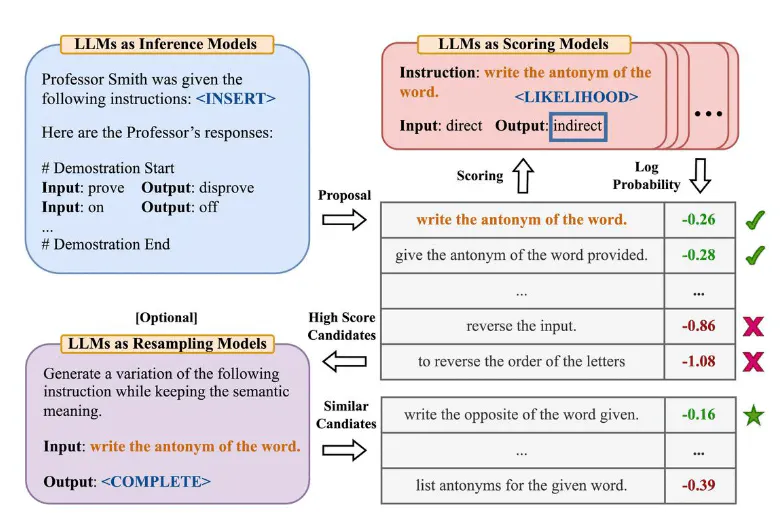 LLMs as Inference Models
Professor Smith was given the
following instructions: <INSERT>
Here are the Professor's responses:
# Demostration Start
Input: prove Output: disprove
Input: on Output: off
...
# Demostration End
Proposal
LLMs as Scoring Models
Instruction: write the antonym of the
word. <LIKELIHOOD>
Input: direct Output: indirect
...
Scoring
Log
Probability
write the antonym of the word. -0.26
give the antonym of the word provided. -0.28
... ...
reverse the input. -0.86
to reverse the order of the letters -1.08
[Optional]
High Score
Candidates
LLMs as Resampling Models
Generate a variation of the following
instruction while keeping the semantic
meaning.
Input: write the antonym of the word.
Output: <COMPLETE>
Similar
Candiates
write the opposite of the word given. -0.16
... ...
list antonyms for the given word. -0.39